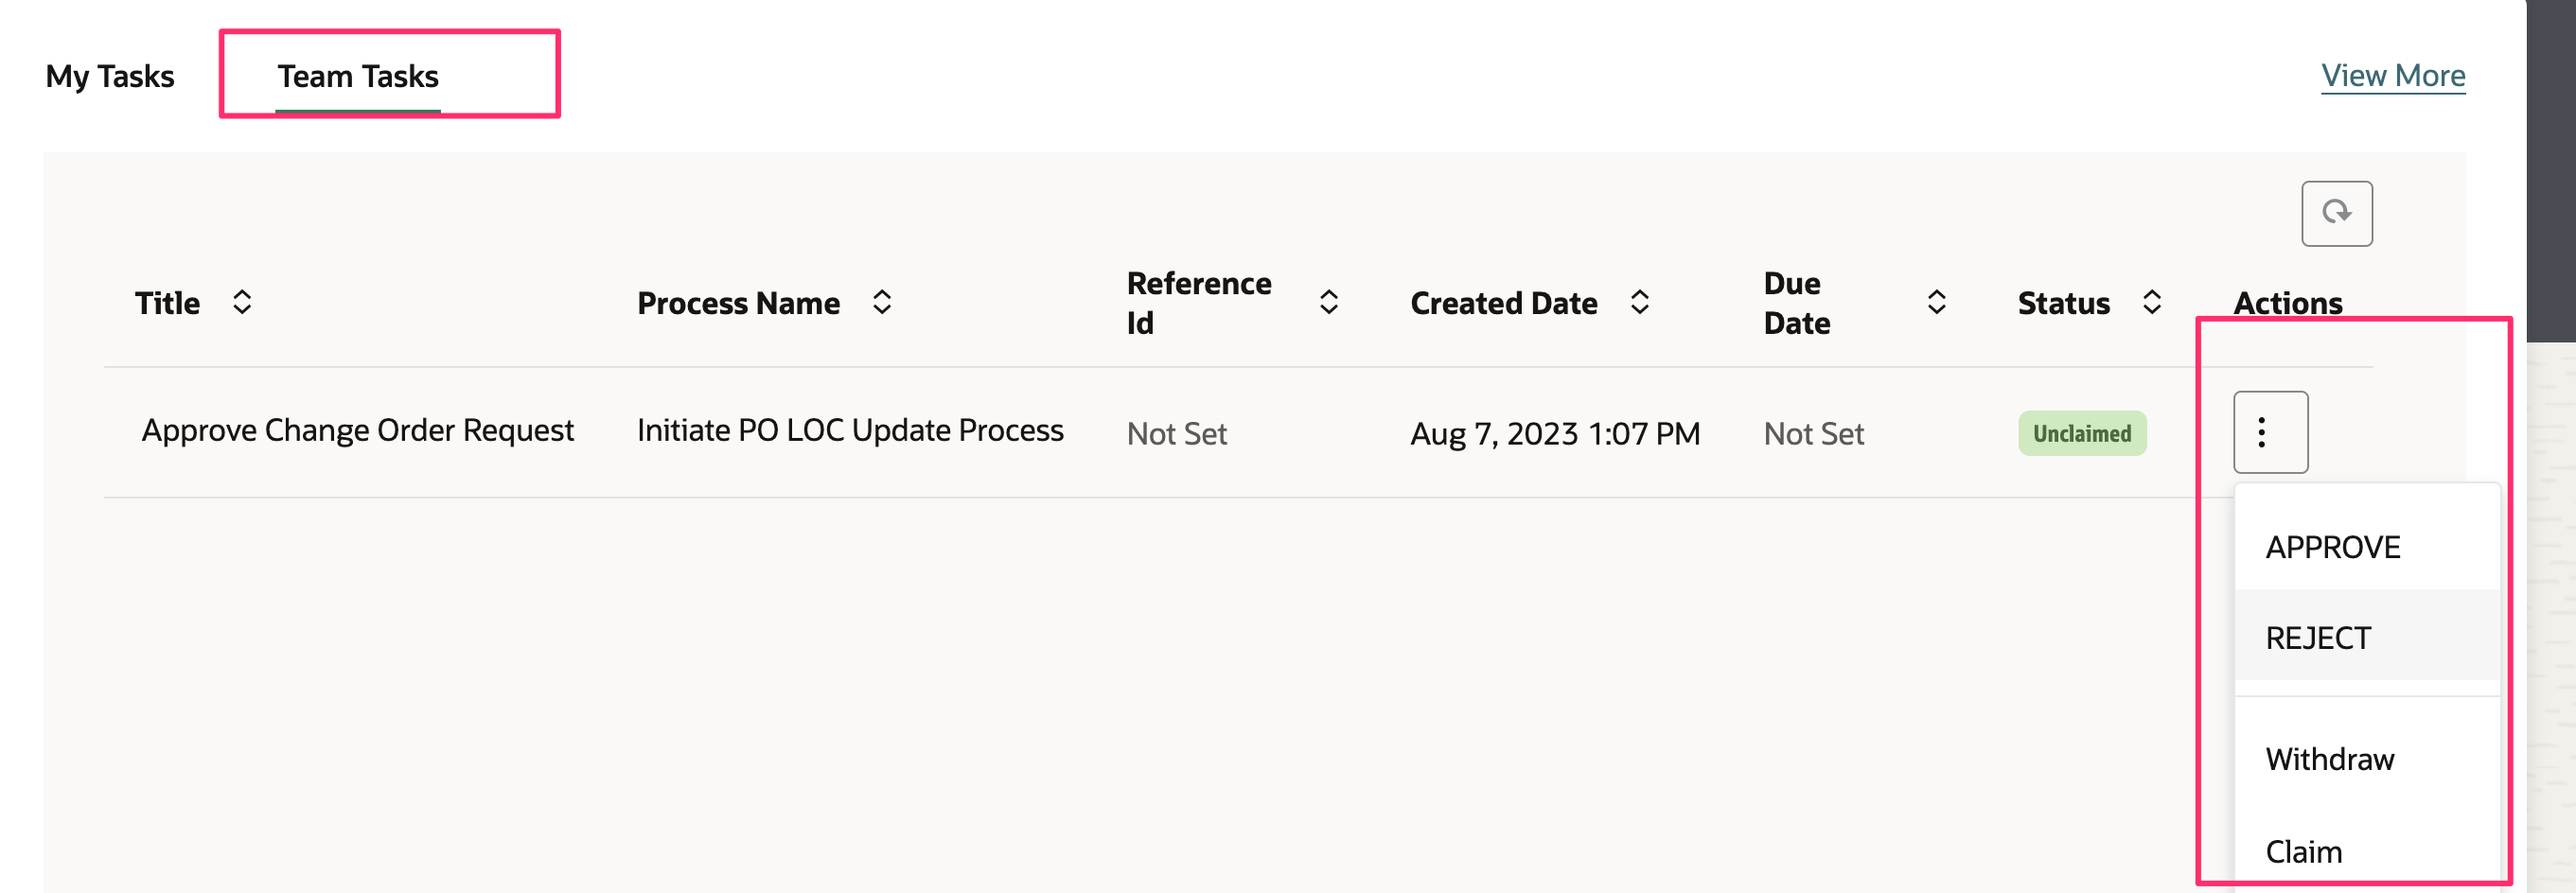 My Tasks
Team Tasks
View More
Title
Process Name
Reference
Id
Created Date
Due
Date
Status
Actions
Approve Change Order Request
Initiate PO LOC Update Process
Not Set
Aug 7, 2023 1:07 PM
Not Set
Unclaimed
APPROVE
REJECT
Withdraw
Claim